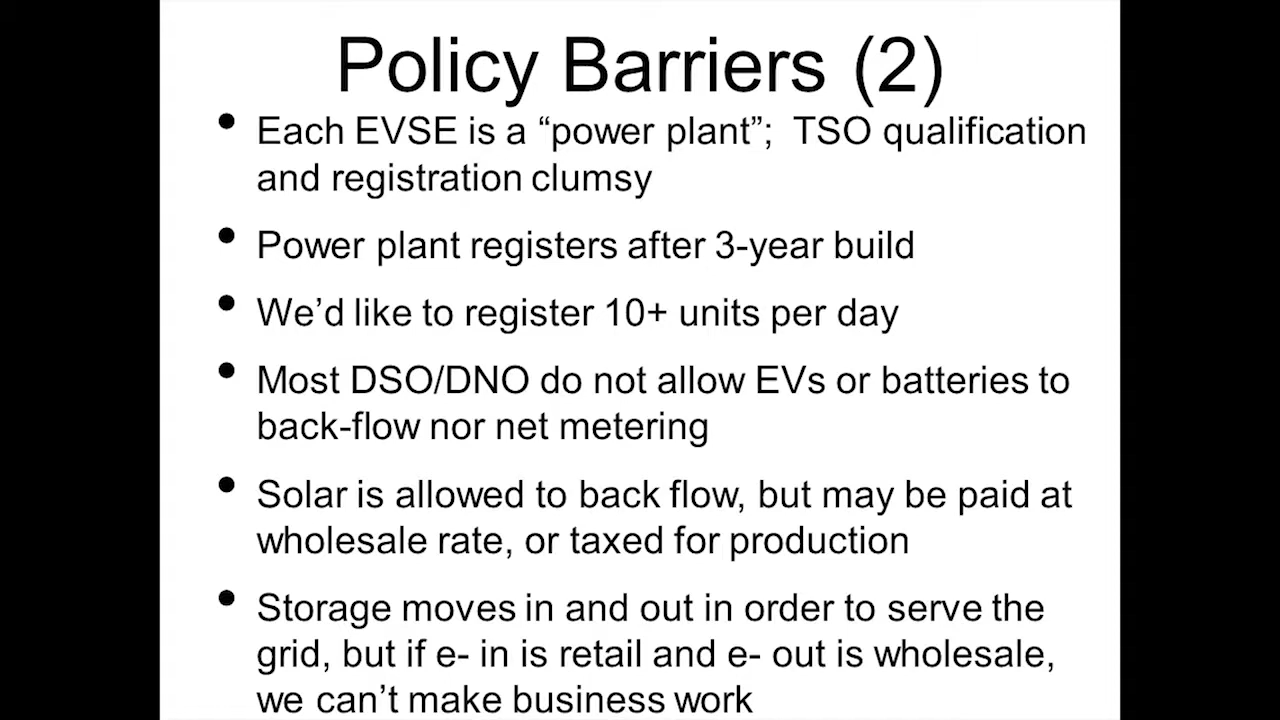 Policy Barriers (2)
• Each EVSE is a “power plant”;  TSO qualification
and registration clumsy
• Power plant registers after 3-year build
• We’d like to register 10+ units per day
• Most DSO/DNO do not allow EVs or batteries to
back-flow nor net metering
• Solar is allowed to back flow, but may be paid at
wholesale rate, or taxed for production
• Storage moves in and out in order to serve the
grid, but if e- in is retail and e- out is wholesale,
we can’t make business work